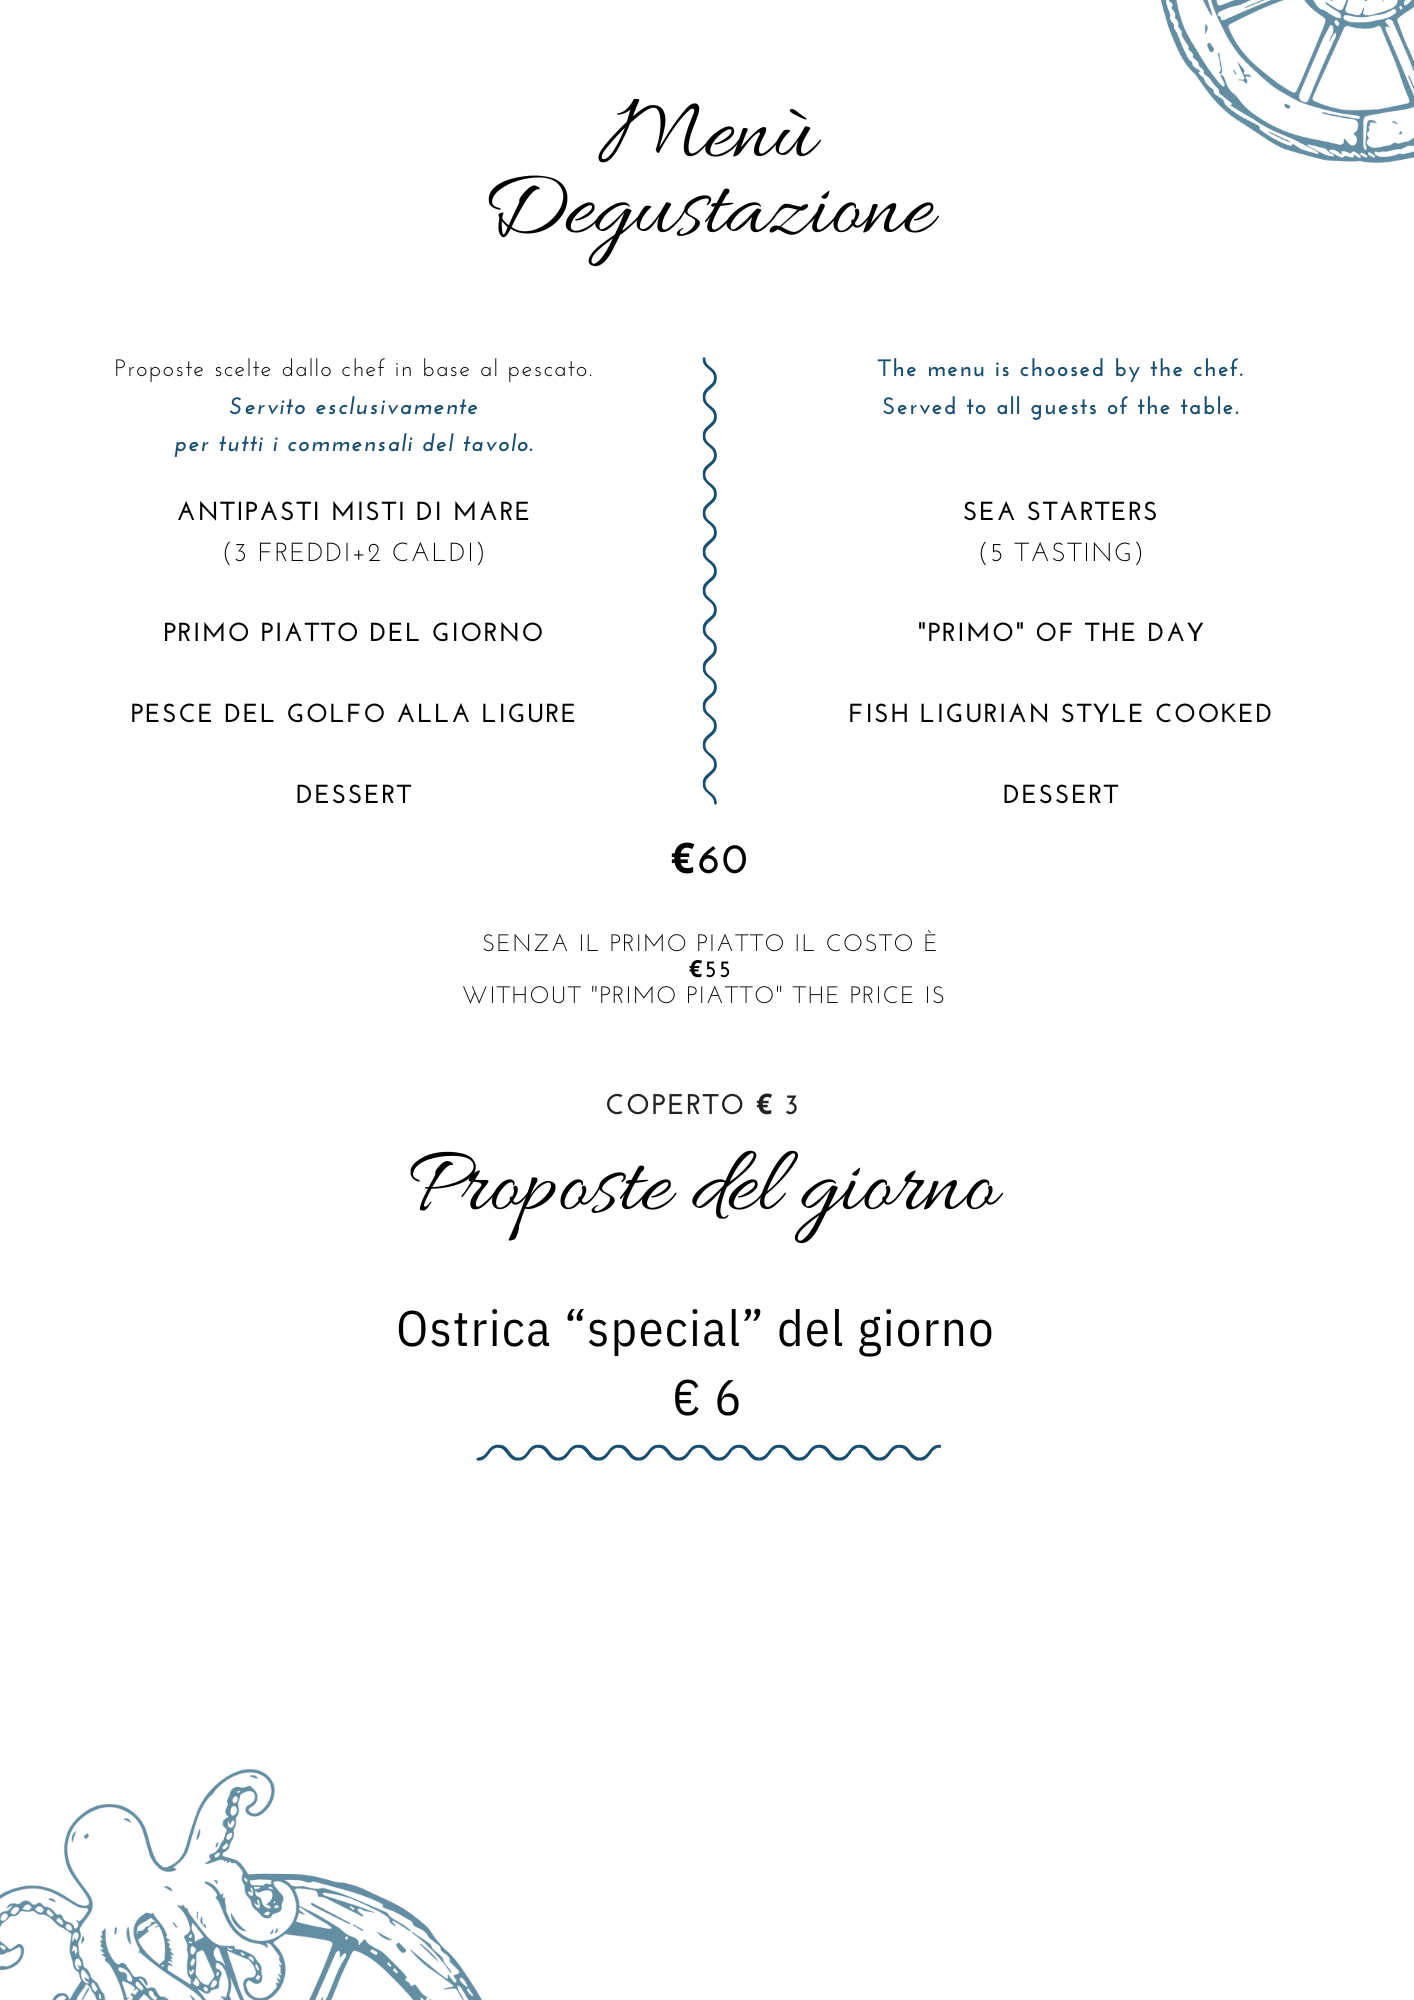 Menù
Degustazione
Proposte scelte dallo chef in base al pescato.
Servito esclusivamente
per tutti i commensali del tavolo.
ANTIPASTI MISTI DI MARE
(3 FREDDI+2 CALDI)
PRIMO PIATTO DEL GIORNO
PESCE DEL GOLFO ALLA LIGURE
DESSERT
The menu is choosed by the chef.
Served to all guests of the table.
SEA STARTERS
(5 TASTING)
"PRIMO" OF THE DAY
FISH LIGURIAN STYLE COOKED
DESSERT
€60
SENZA IL PRIMO PIATTO IL COSTO È
€55
WITHOUT "PRIMO PIATTO" THE PRICE IS
COPERTO € 3
Proposte del giorno
Ostrica “special” del giorno
€ 6